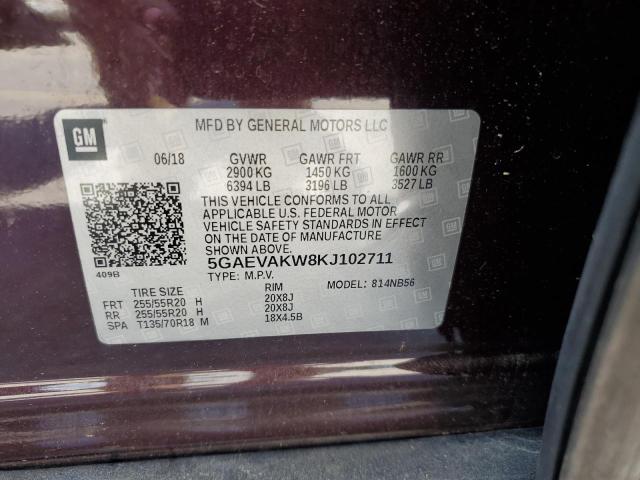 GM
MFD BY GENERAL MOTORS LLC
06/18 GVWR GAWR FRT GAWR RR
2900 KG 1450 KG 1600 KG
6394 LB 3196 LB 3527 LB
THIS VEHICLE CONFORMS TO ALL
APPLICABLE U.S. FEDERAL MOTOR
VEHICLE SAFETY STANDARDS IN EFFECT
ON THE DATE OF MANUFACTURE
SHOWN ABOVE.
409B
5GAEVAKW8KJ102711
TYPE: M.P.V. MODEL: 814NB56
TIRE SIZE RIM
FRT 255/55R20 H 20X8J
RR 255/55R20 H 20X8J
SPA T135/70R18 M 18X4.5B